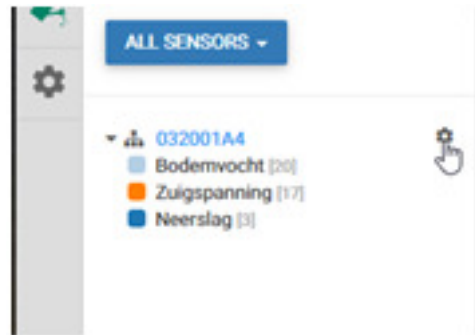 ALL SENSORS
032001A4
Bodemvocht [20]
Zuigspanning [17]
Neerslag [3]